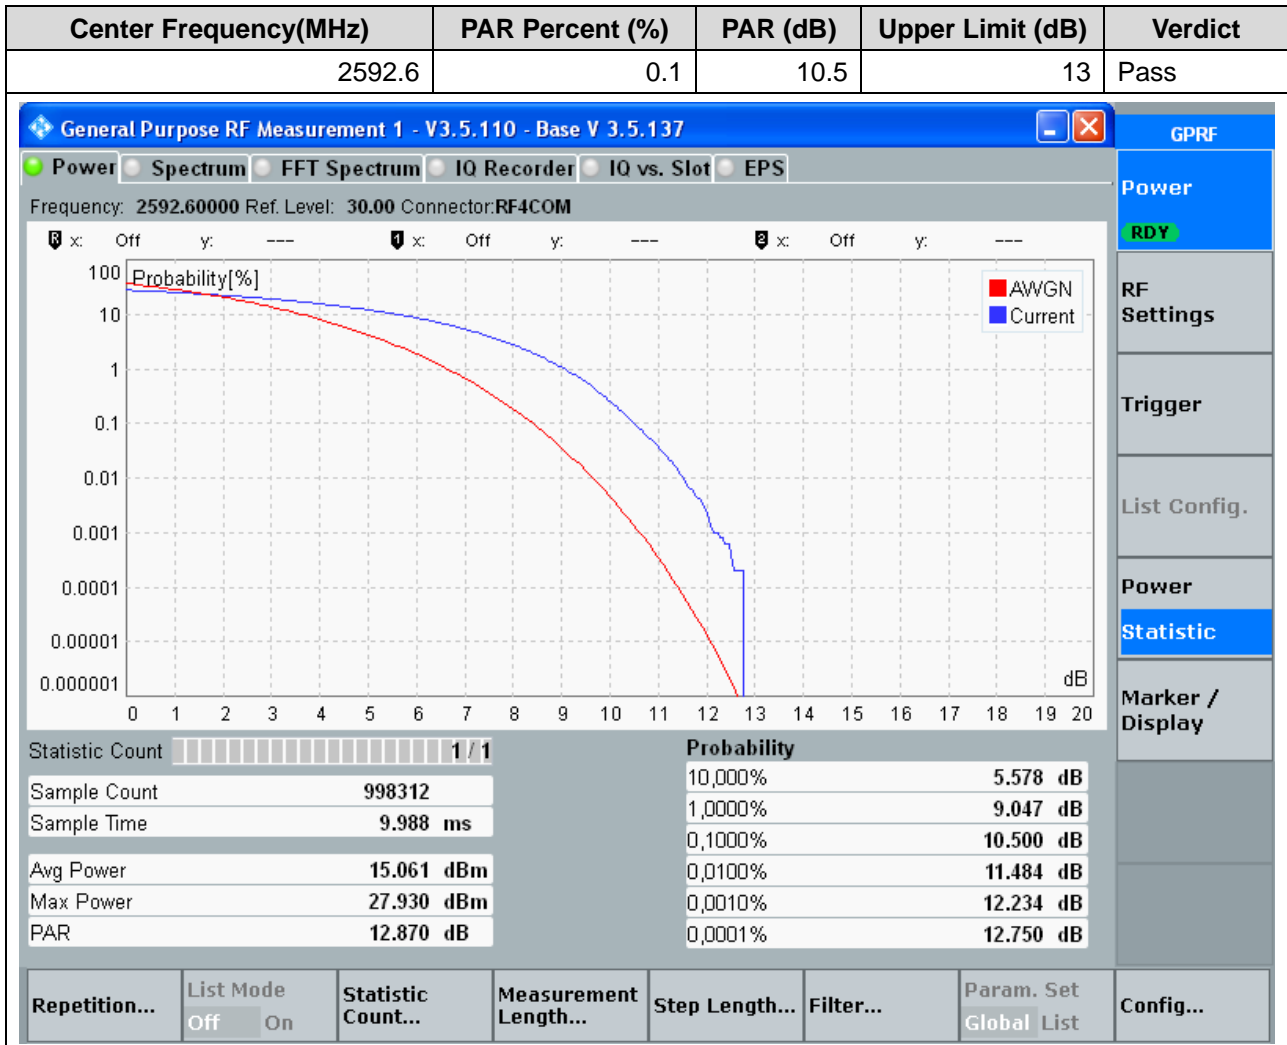 Center Frequency(MHz) PAR Percent (%) PAR (dB) Upper Limit (dB) Verdict
2592.6 0.1 10.5 13 Pass
General Purpose RF Measurement 1 - V3.5.110 - Base V 3.5.137
GPRF
Power Spectrum FFT Spectrum IQ Recorder IQ vs. Slot EPS
Power
RDY
Frequency: 2592.60000 Ref. Level: 30.00 Connector:RF4COM
R x: Off y: --- 1 x: Off y: --- 2 x: Off y: ---
Probability[%]
AWGN
Current
100
10
1
0.1
0.01
0.001
0.0001
0.00001
0.000001
dB
0 1 2 3 4 5 6 7 8 9 10 11 12 13 14 15 16 17 18 19 20
RF
Settings
Trigger
List Config.
Power
Statistic
Marker /
Display
Statistic Count 1 / 1
Sample Count 998312
Sample Time 9.988 ms
Avg Power 15.061 dBm
Max Power 27.930 dBm
PAR 12.870 dB
Probability
10,000% 5.578 dB
1,0000% 9.047 dB
0,1000% 10.500 dB
0,0100% 11.484 dB
0,0010% 12.234 dB
0,0001% 12.750 dB
Repetition...
List Mode
Off On
Statistic
Count...
Measurement
Length...
Step Length...
Filter...
Param. Set
Global List
Config...